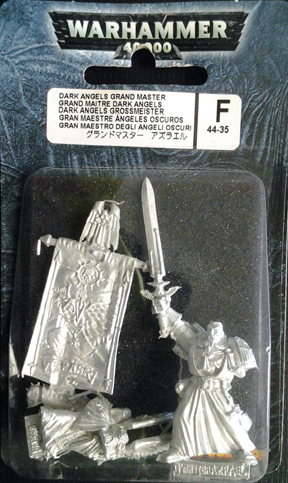 WARHAMMER
40,000
DARK ANGELS GRAND MASTER
GRAND MAITRE DARK ANGELS
DARK ANGELS GROSSMEISTER
GRAN MAESTRE ÁNGELES OSCUROS
GRAN MAESTRO DEGLI ANGELI OSCURI
グランドマスター アズラエル
F
44-35